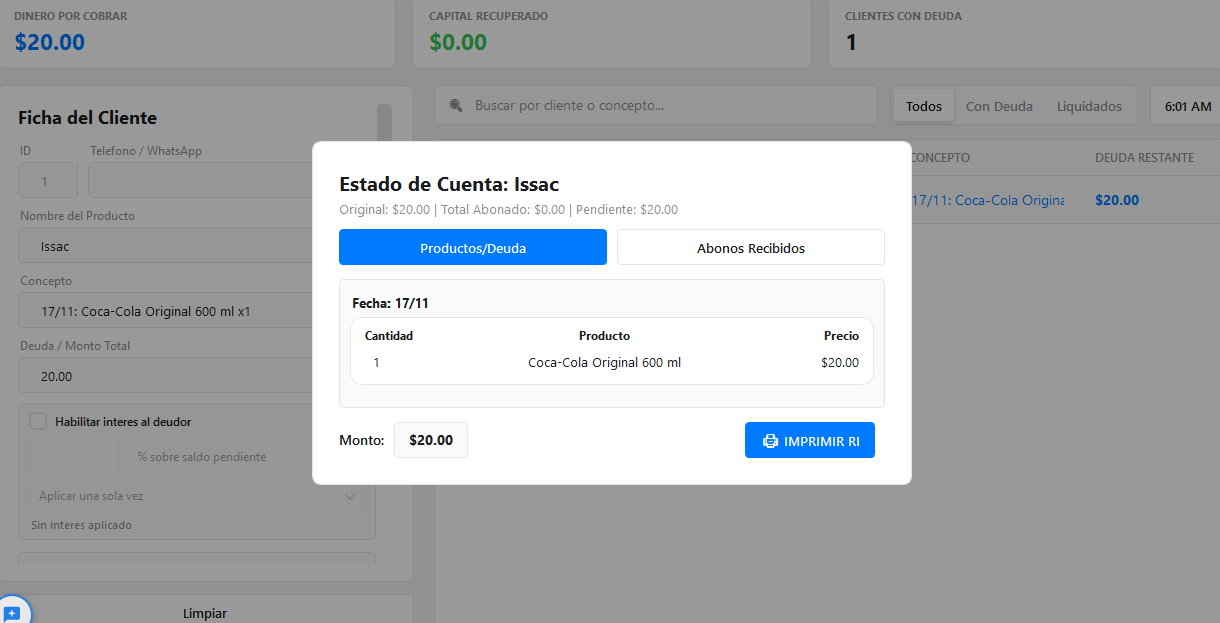 DINERO POR COBRAR
$20.00
CAPITAL RECUPERADO
$0.00
CLIENTES CON DEUDA
1
Ficha del Cliente
ID
Telefono / WhatsApp
1
Nombre del Producto
Issac
Concepto
17/11: Coca-Cola Original 600 ml x1
Deuda / Monto Total
20.00
Habilitar interes al deudor
% sobre saldo pendiente
Aplicar una sola vez
Sin interes aplicado
Limpiar
Buscar por cliente o concepto...
Todos
Con Deuda
Liquidados
6:01 AM
CONCEPTO
DEUDA RESTANTE
17/11: Coca-Cola Origina
$20.00
Estado de Cuenta: Issac
Original: $20.00 | Total Abonado: $0.00 | Pendiente: $20.00
Productos/Deuda
Abonos Recibidos
Fecha: 17/11
Cantidad
Producto
Precio
1
Coca-Cola Original 600 ml
$20.00
Monto:
$20.00
IMPRIMIR RI